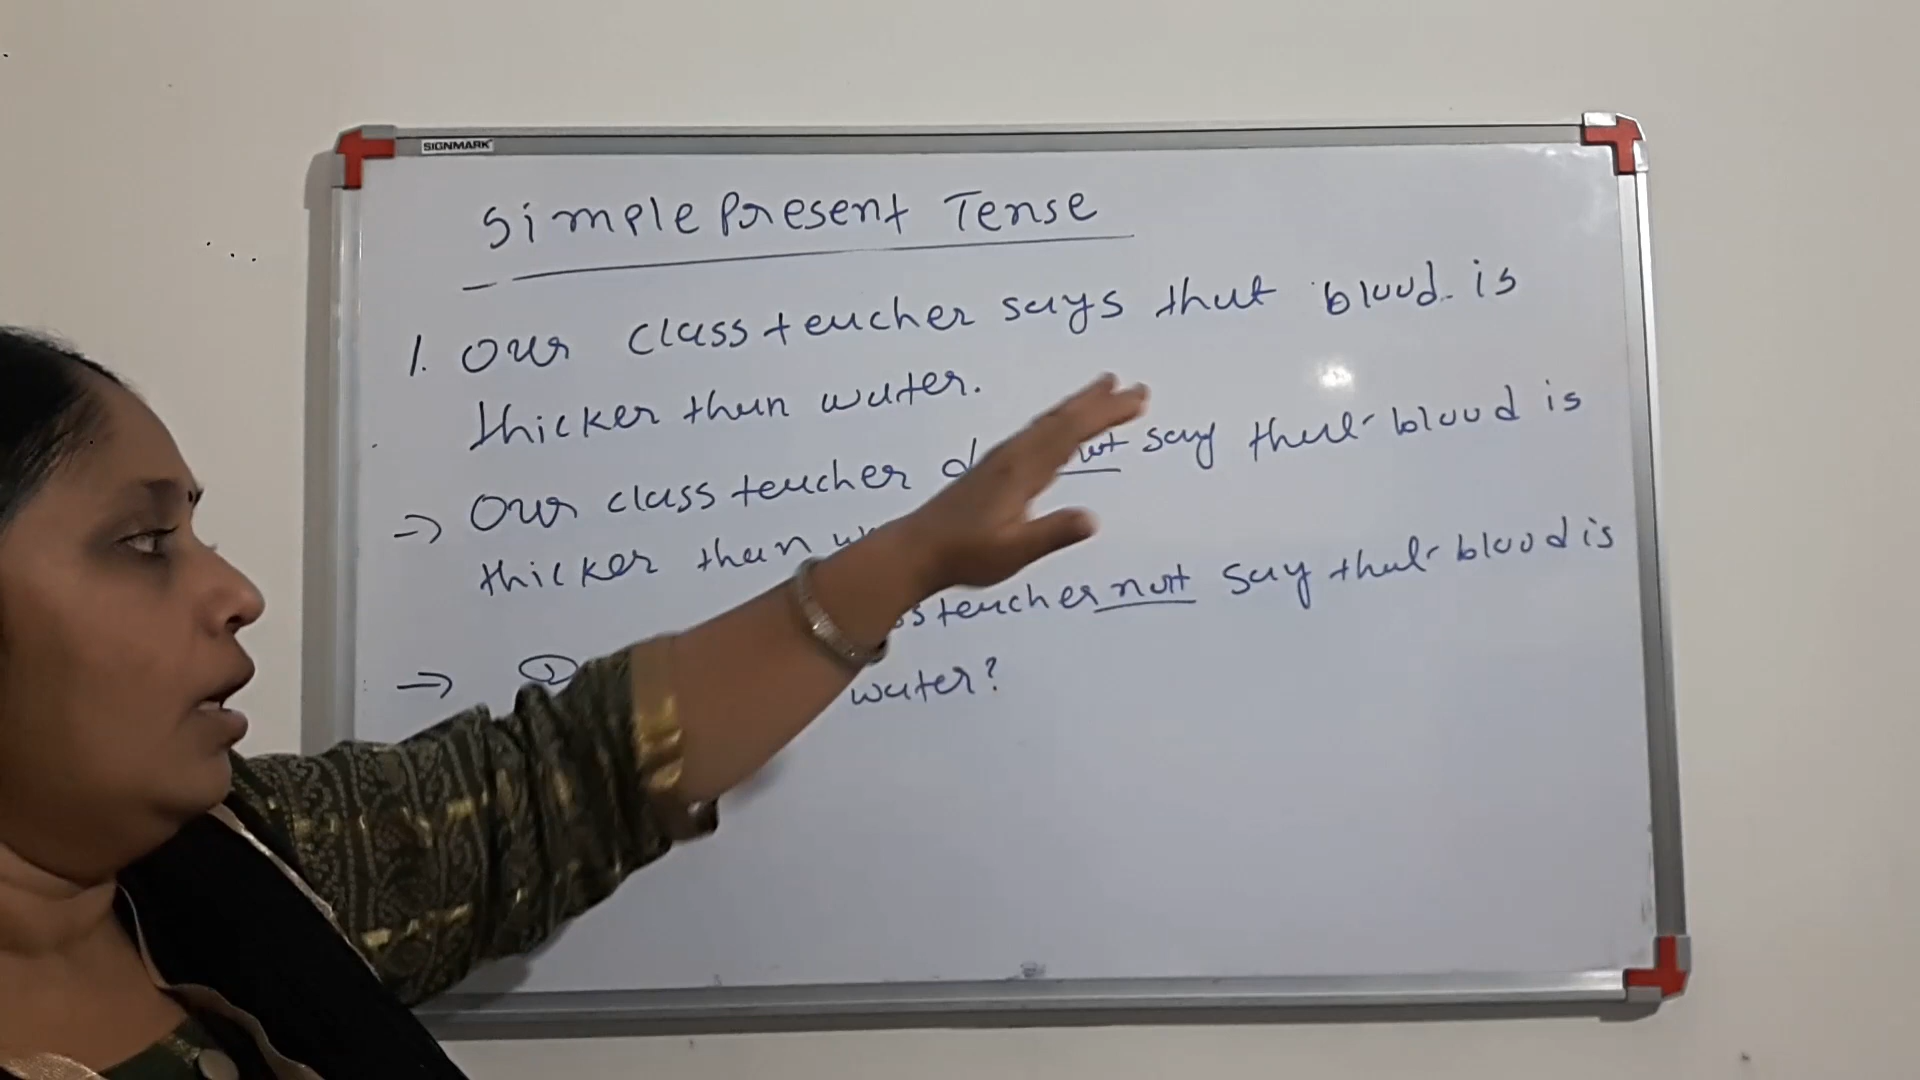 SIGNMARK
Simple Present Tense
1. Our class teacher says that blood is
thicker than water.
→ Our class teacher not say that blood is
thicker than
teacher not say that blood is
→ water?